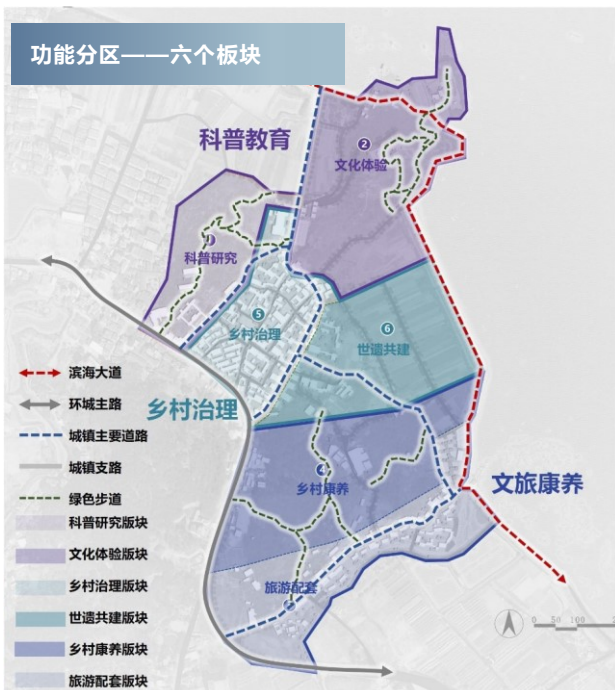 功能分区——六个板块
科普教育
2
文化体验
1
科普研究
5
乡村治理
6
世遗共建
滨海大道
环城主路
乡村治理
城镇主要道路
城镇支路
文旅康养
4
乡村康养
绿色步道
科普研究版块
文化体验版块
乡村治理版块
旅游配套
世遗共建版块
0 50 100
乡村康养版块
旅游配套版块